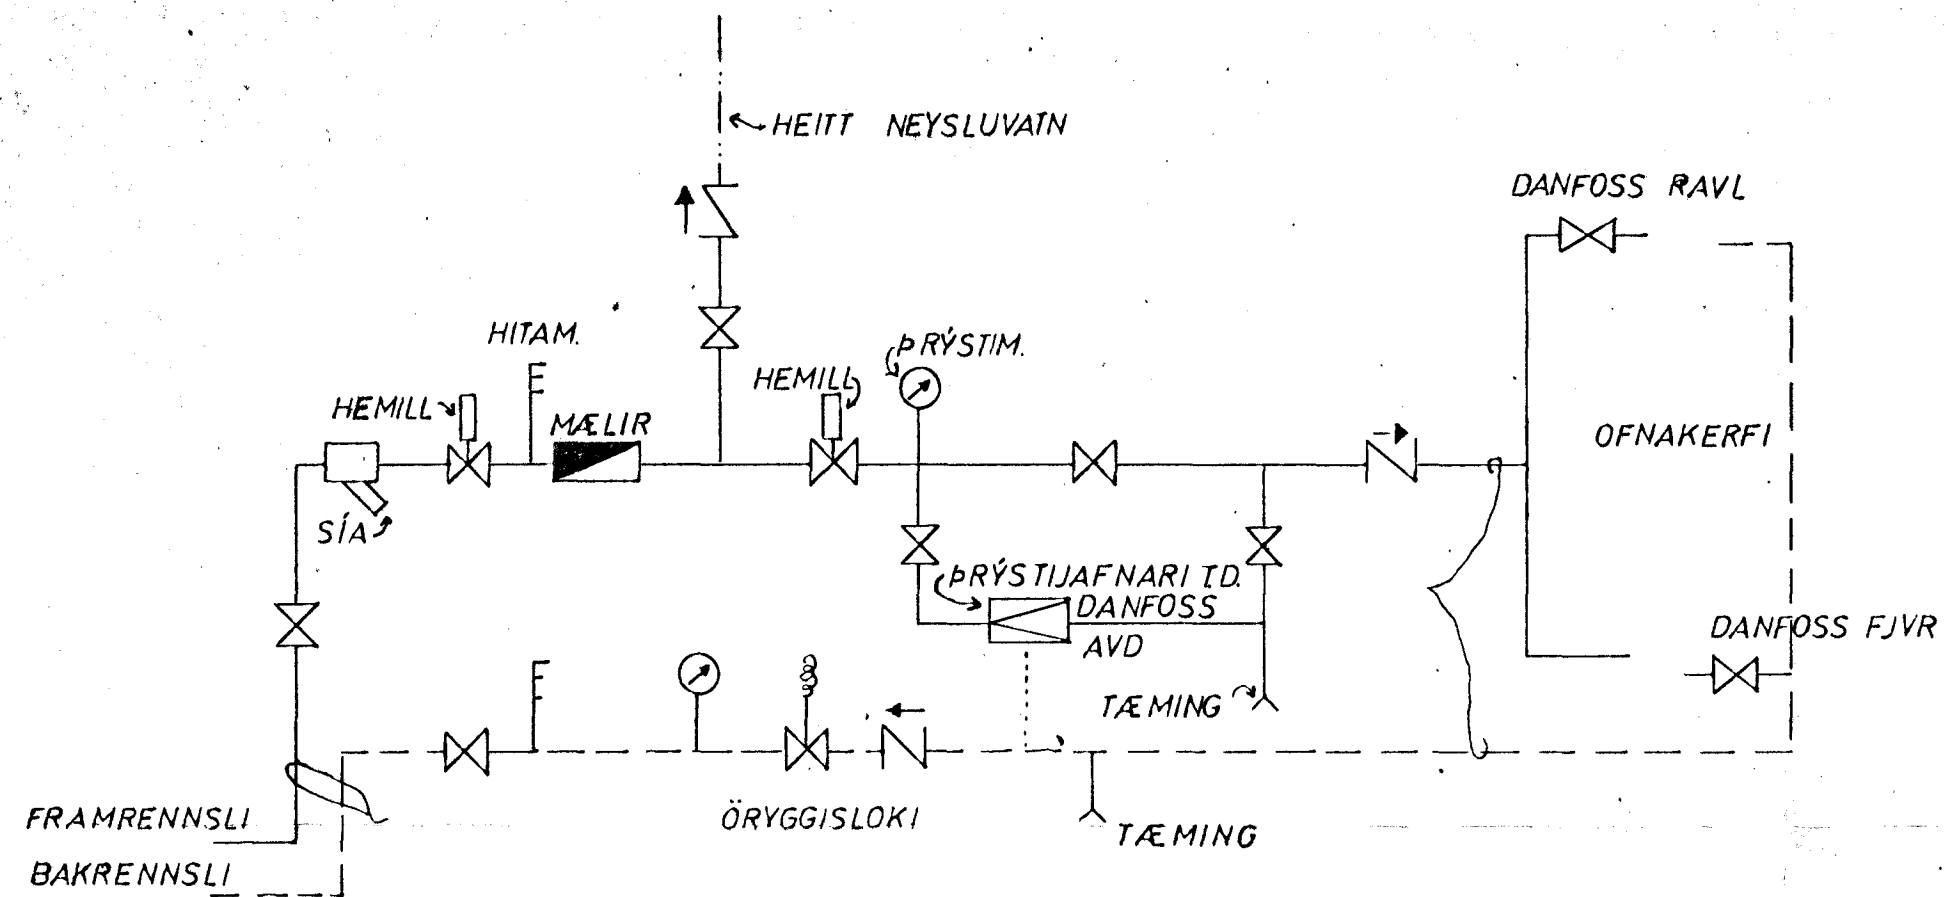 HEITT NEYSLUVATN
DANFOSS RAVL
HITAM.
ÞRÝSTIM.
HEMILL
HEMILL
MÆLIR
OFNAKERFI
SÍA
ÞRÝSTIJAFNARI T.D.
DANFOSS
AVD
DANFOSS FJVR
TÆMING
FRAMRENNSLI
ÖRYGGISLOKI
TÆMING
BAKRENNSLI